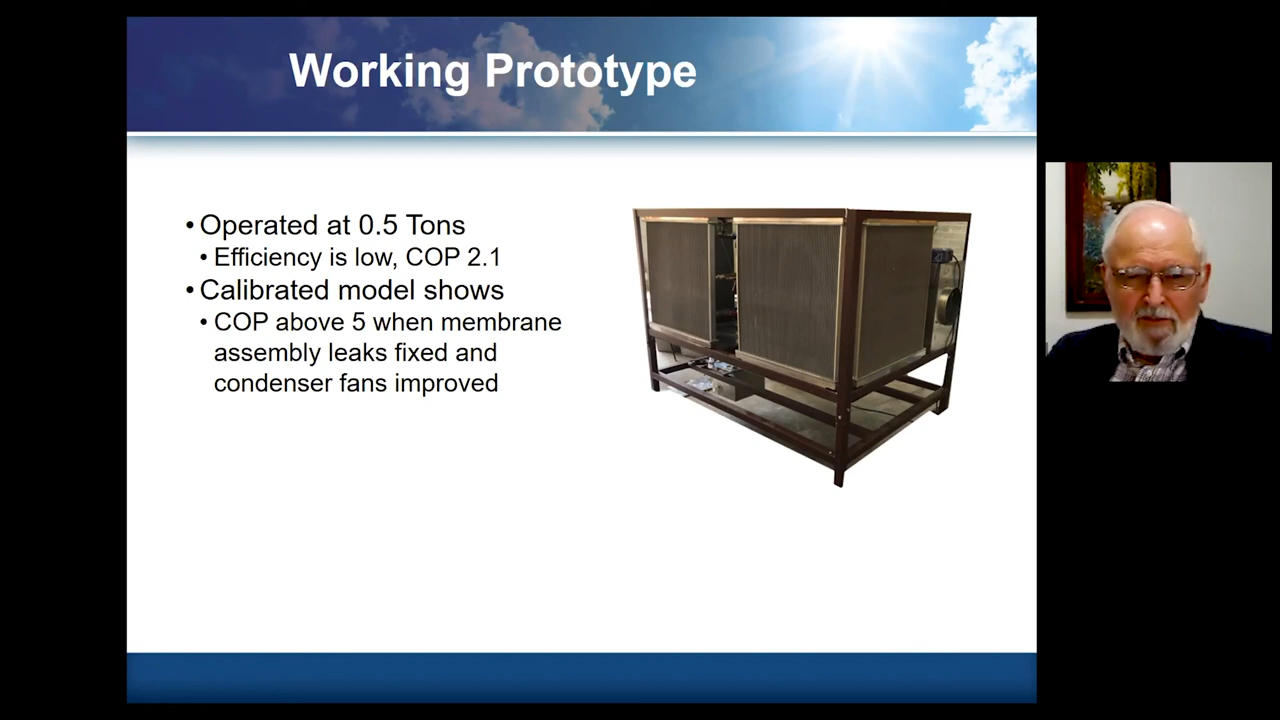 Working Prototype
• Operated at 0.5 Tons
• Efficiency is low, COP 2.1
• Calibrated model shows
• COP above 5 when membrane
assembly leaks fixed and
condenser fans improved